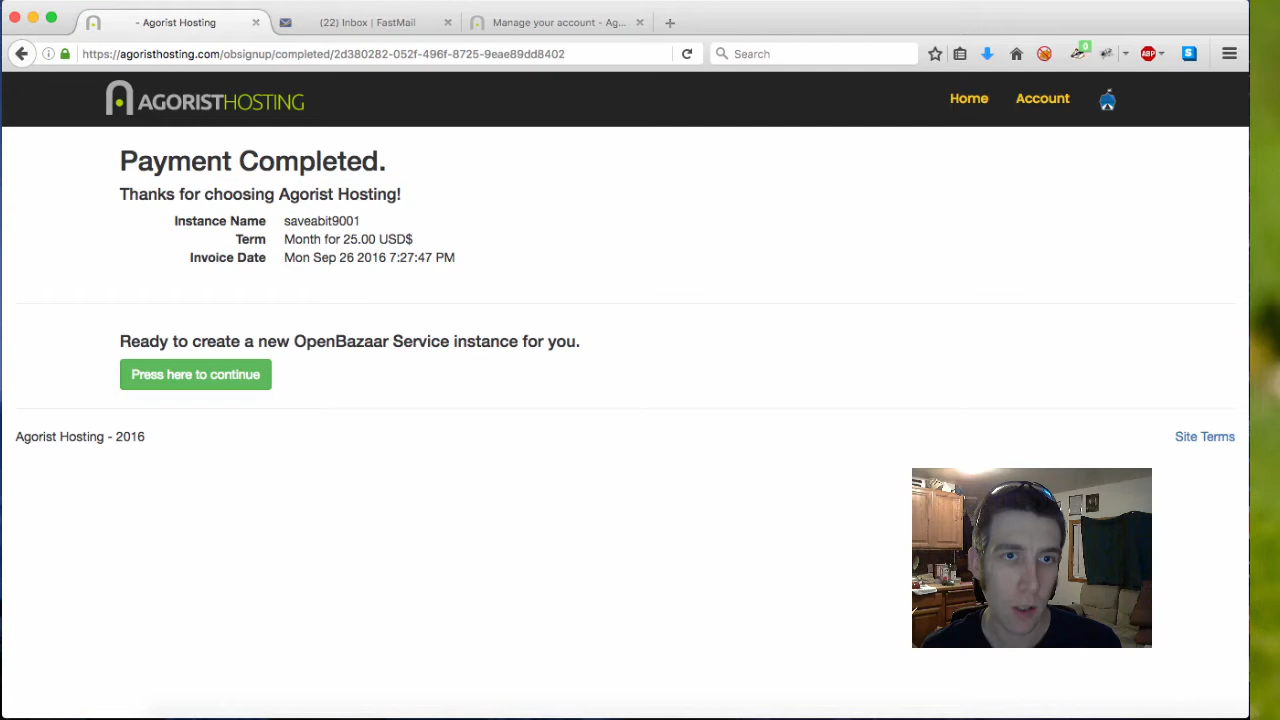 - Agorist Hosting
(22) Inbox | FastMail
Manage your account - Ag...
https://agoristhosting.com/obsignup/completed/2d380282-052f-496f-8725-9eae89dd8402
Search
0
ABP
S
AGORISTHOSTING
Home
Account
Payment Completed.
Thanks for choosing Agorist Hosting!
Instance Name saveabit9001
Term Month for 25.00 USD$
Invoice Date Mon Sep 26 2016 7:27:47 PM
Ready to create a new OpenBazaar Service instance for you.
Press here to continue
Agorist Hosting - 2016
Site Terms